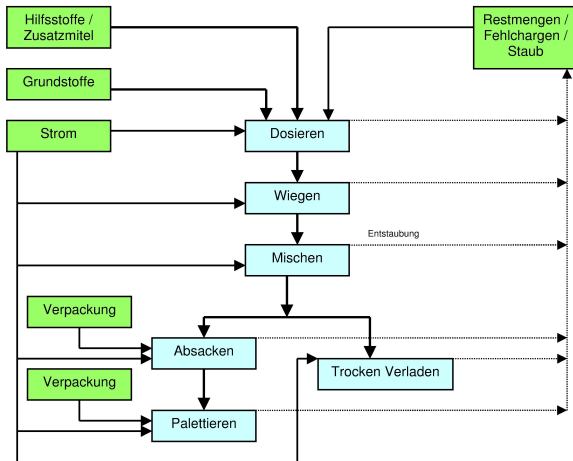 Hilfsstoffe /
Zusatzmitel
Restmengen /
Fehlchargen /
Staub
Grundstoffe
Strom
Dosieren
Wiegen
Entstaubung
Mischen
Verpackung
Absacken
Trocken Verladen
Verpackung
Palettieren